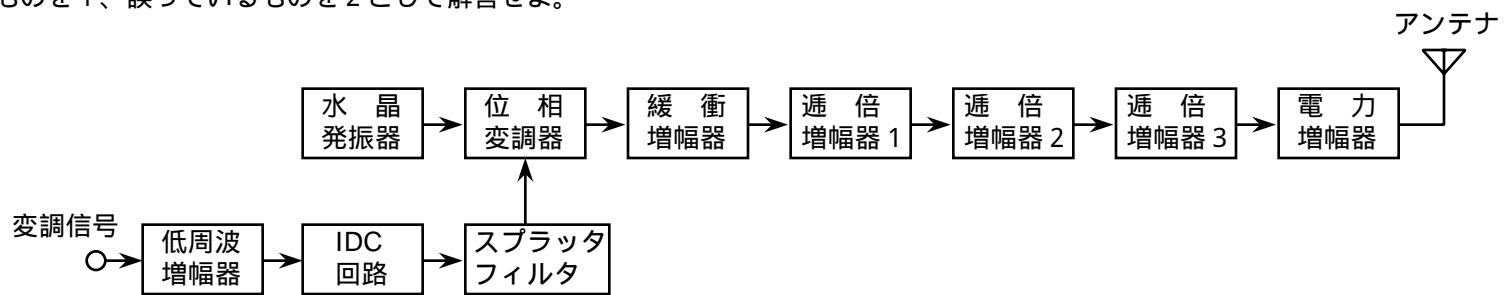 ものを1、誤っているものを2として解答せよ。
アンテナ
水 晶
発振器
位 相
変調器
緩 衝
増幅器
逓 倍
増幅器1
逓 倍
増幅器2
逓 倍
増幅器3
電 力
増幅器
変調信号
低周波
増幅器
IDC
回路
スプラッタ
フィルタ